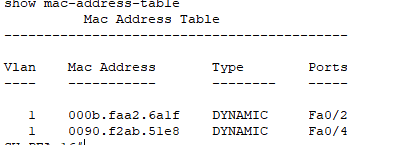 show mac-address-table
Mac Address Table
-------------------------------------------
Vlan Mac Address Type Ports
---- ----------- -------- -----
1 000b.faa2.6a1f DYNAMIC Fa0/2
1 0090.f2ab.51e8 DYNAMIC Fa0/4